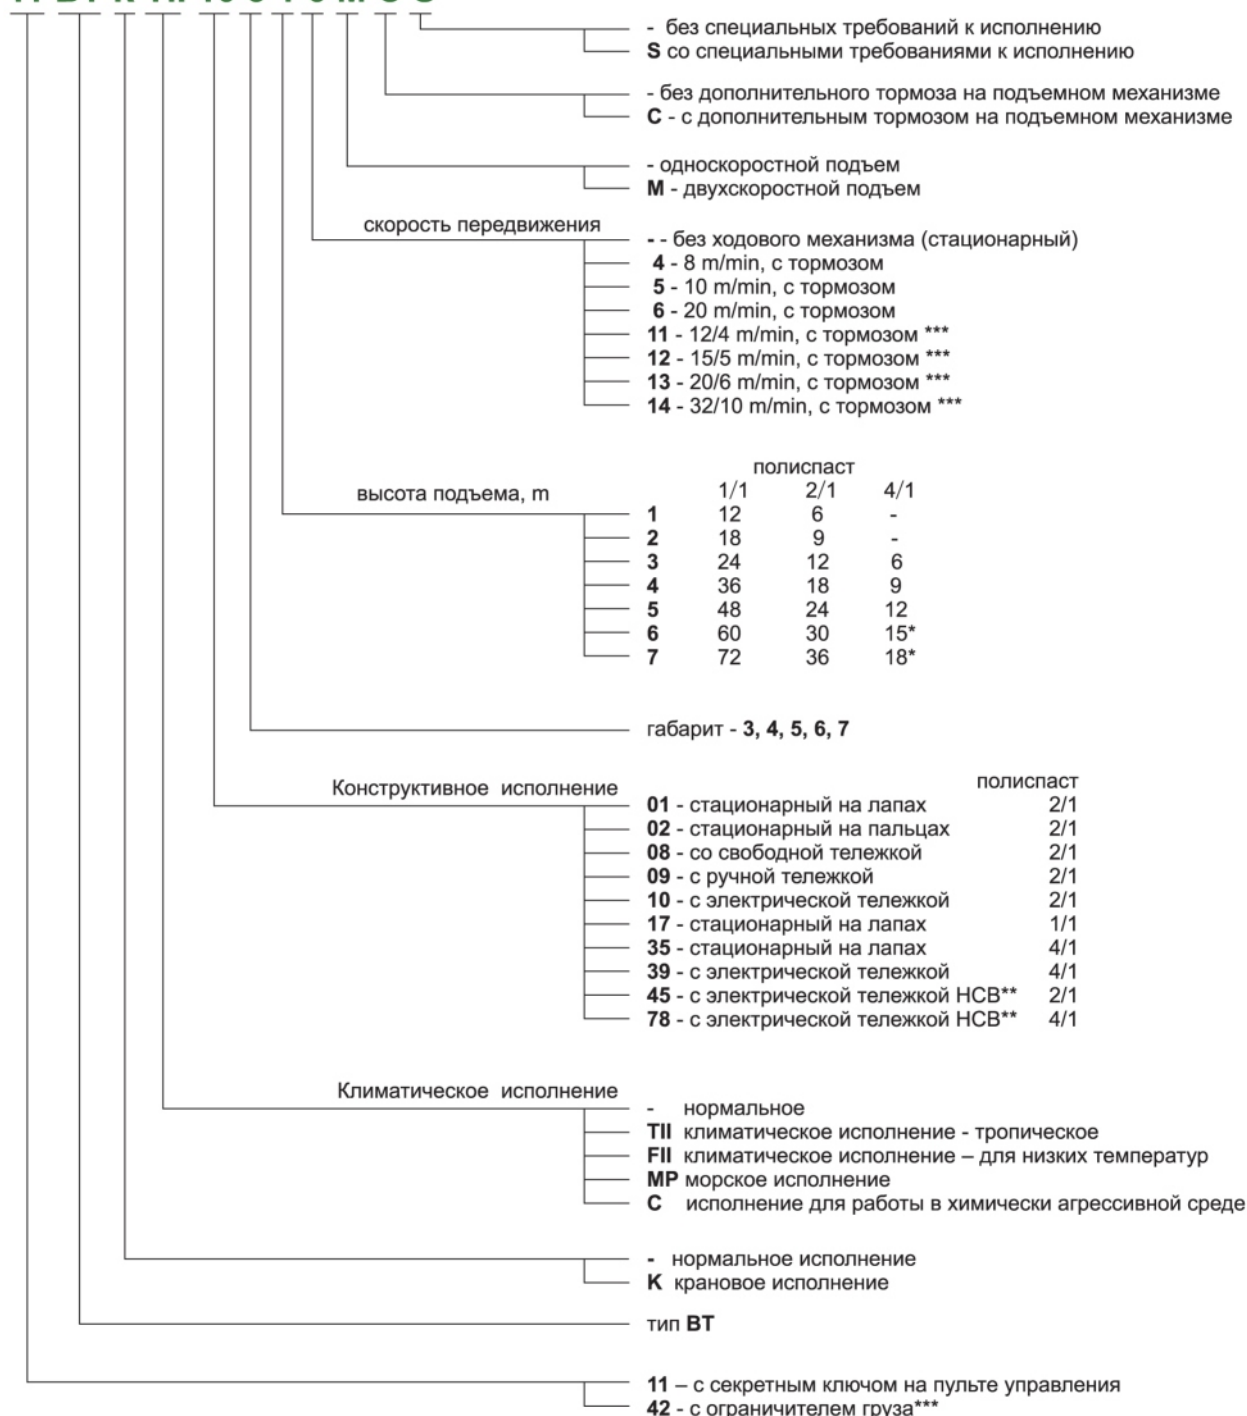 - без специальных требований к исполнению
S со специальными требованиями к исполнению
- без дополнительного тормоза на подъемном механизме
C - с дополнительным тормозом на подъемном механизме
- односкоростной подъем
M - двухскоростной подъем
скорость передвижения
- - без ходового механизма (стационарный)
4 - 8 m/min, с тормозом
5 - 10 m/min, с тормозом
6 - 20 m/min, с тормозом
11 - 12/4 m/min, с тормозом ***
12 - 15/5 m/min, с тормозом ***
13 - 20/6 m/min, с тормозом ***
14 - 32/10 m/min, с тормозом ***
полиспаст
высота подъема, m 1/1 2/1 4/1
1 12 6 -
2 18 9 -
3 24 12 6
4 36 18 9
5 48 24 12
6 60 30 15*
7 72 36 18*
габарит - 3, 4, 5, 6, 7
Конструктивное исполнение полиспаст
01 - стационарный на лапах 2/1
02 - стационарный на пальцах 2/1
08 - со свободной тележкой 2/1
09 - с ручной тележкой 2/1
10 - с электрической тележкой 2/1
17 - стационарный на лапах 1/1
35 - стационарный на лапах 4/1
39 - с электрической тележкой 4/1
45 - с электрической тележкой НСВ** 2/1
78 - с электрической тележкой НСВ** 4/1
Климатическое исполнение
- нормальное
TII климатическое исполнение - тропическое
FII климатическое исполнение – для низких температур
MP морское исполнение
C исполнение для работы в химически агрессивной среде
- нормальное исполнение
K крановое исполнение
тип BT
11 – с секретным ключом на пульте управления
42 - с ограничителем груза***